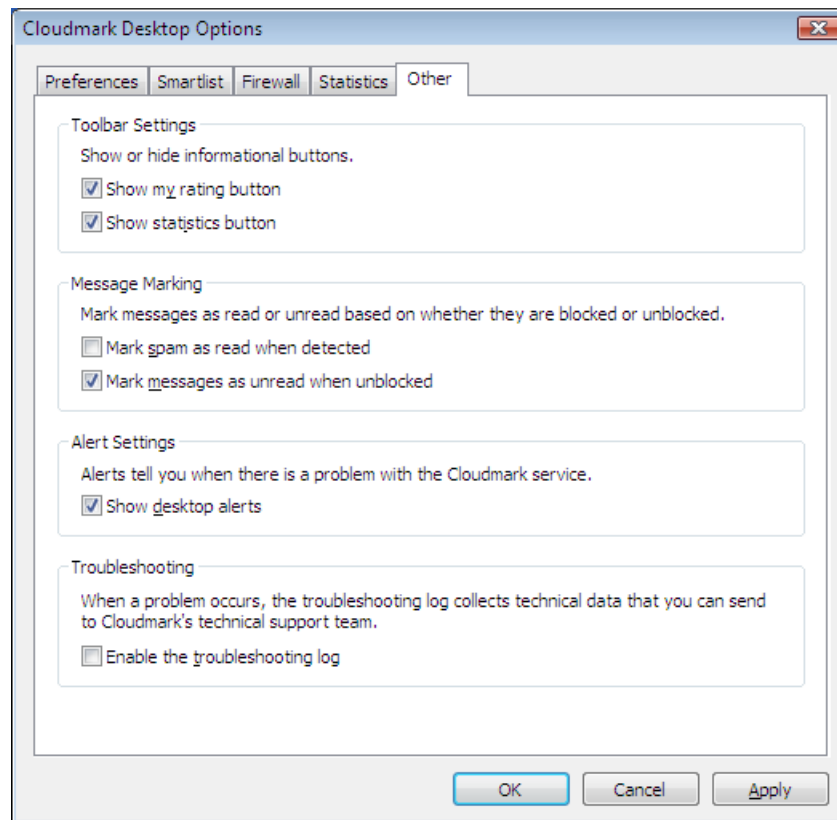 Cloudmark Desktop Options
Preferences Smartlist Firewall Statistics Other
Toolbar Settings
Show or hide informational buttons.
Show my rating button
Show statistics button
Message Marking
Mark messages as read or unread based on whether they are blocked or unblocked.
Mark spam as read when detected
Mark messages as unread when unblocked
Alert Settings
Alerts tell you when there is a problem with the Cloudmark service.
Show desktop alerts
Troubleshooting
When a problem occurs, the troubleshooting log collects technical data that you can send
to Cloudmark's technical support team.
Enable the troubleshooting log
OK Cancel Apply